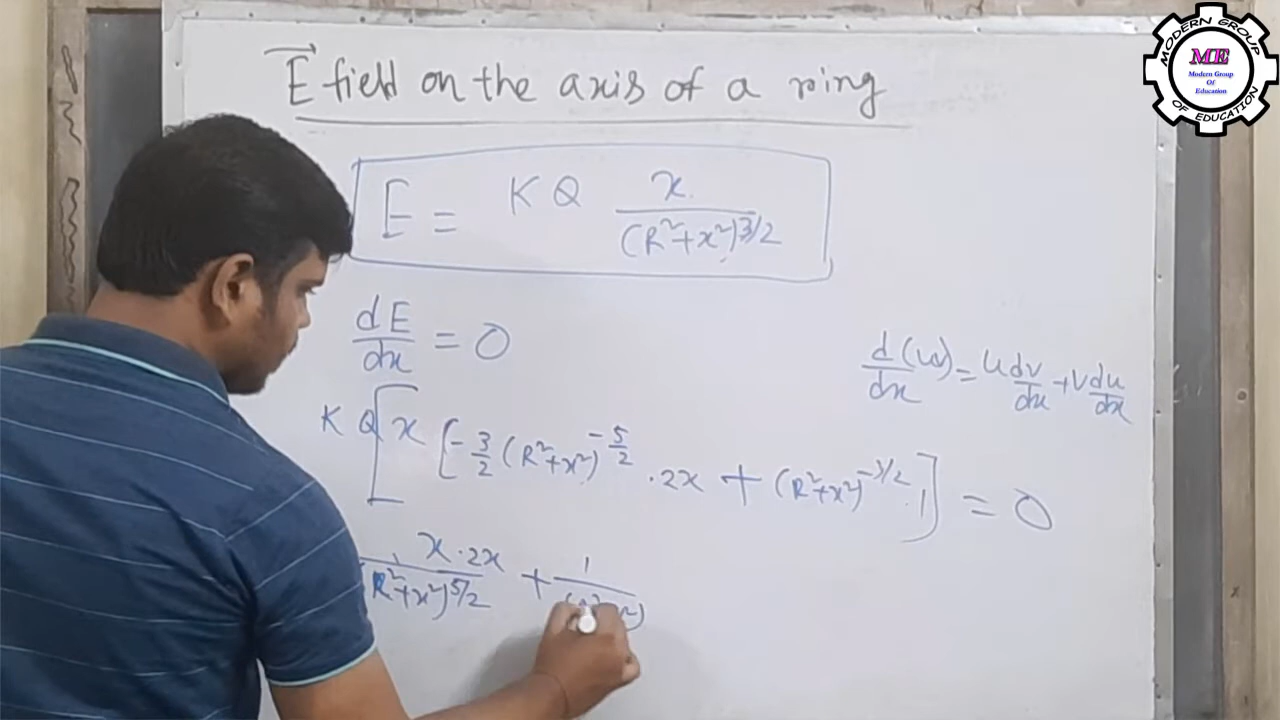 E⃗ field on the axis of a ring
E = KQ x / (R²+x²)^3/2
dE/dx = 0
d/dx (uv) = u dv/dx + v du/dx
KQ [x [-3/2 (R²+x²)^-5/2 . 2x + (R²+x²)^-3/2 . 1] = 0
x . 2x / (R²+x²)^5/2 + 1 /
MODERN GROUP
ME
Modern Group
Of
Education
OF EDUCATION